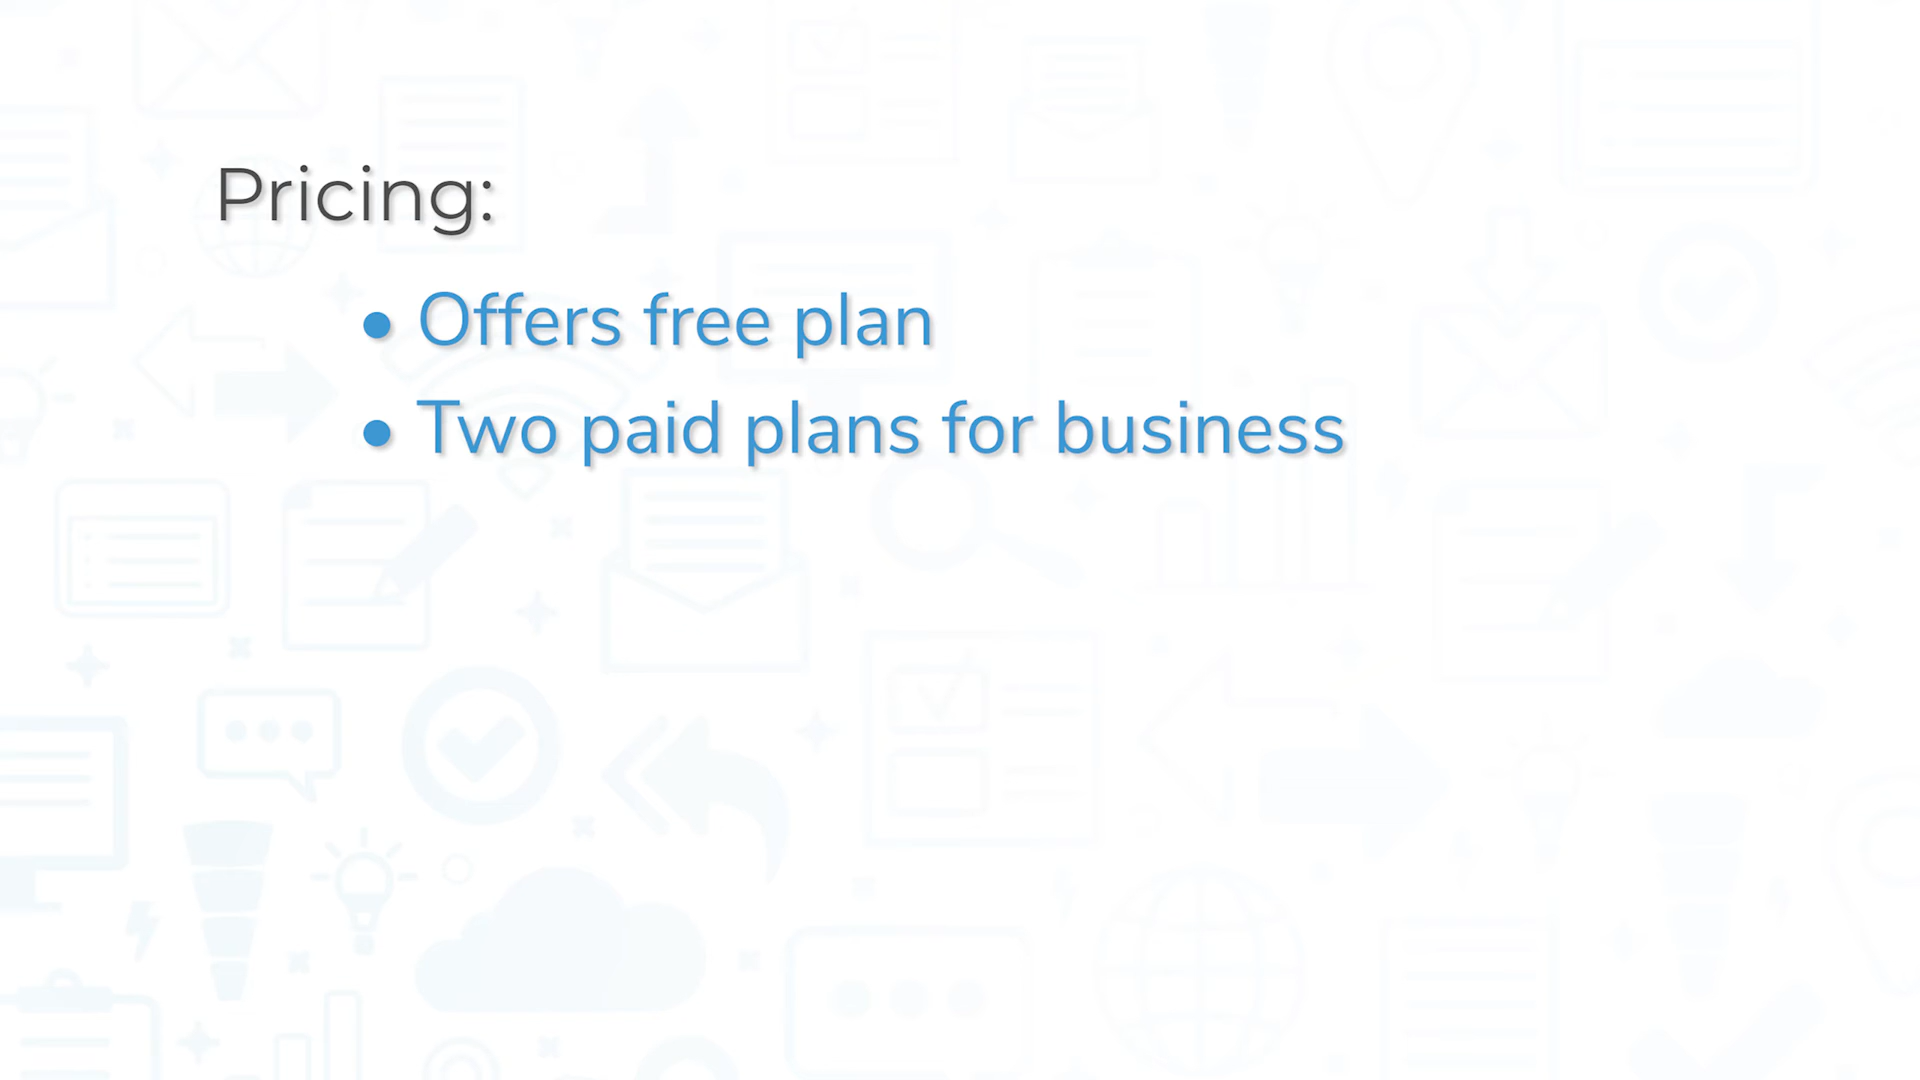 Pricing:
• Offers free plan
• Two paid plans for business